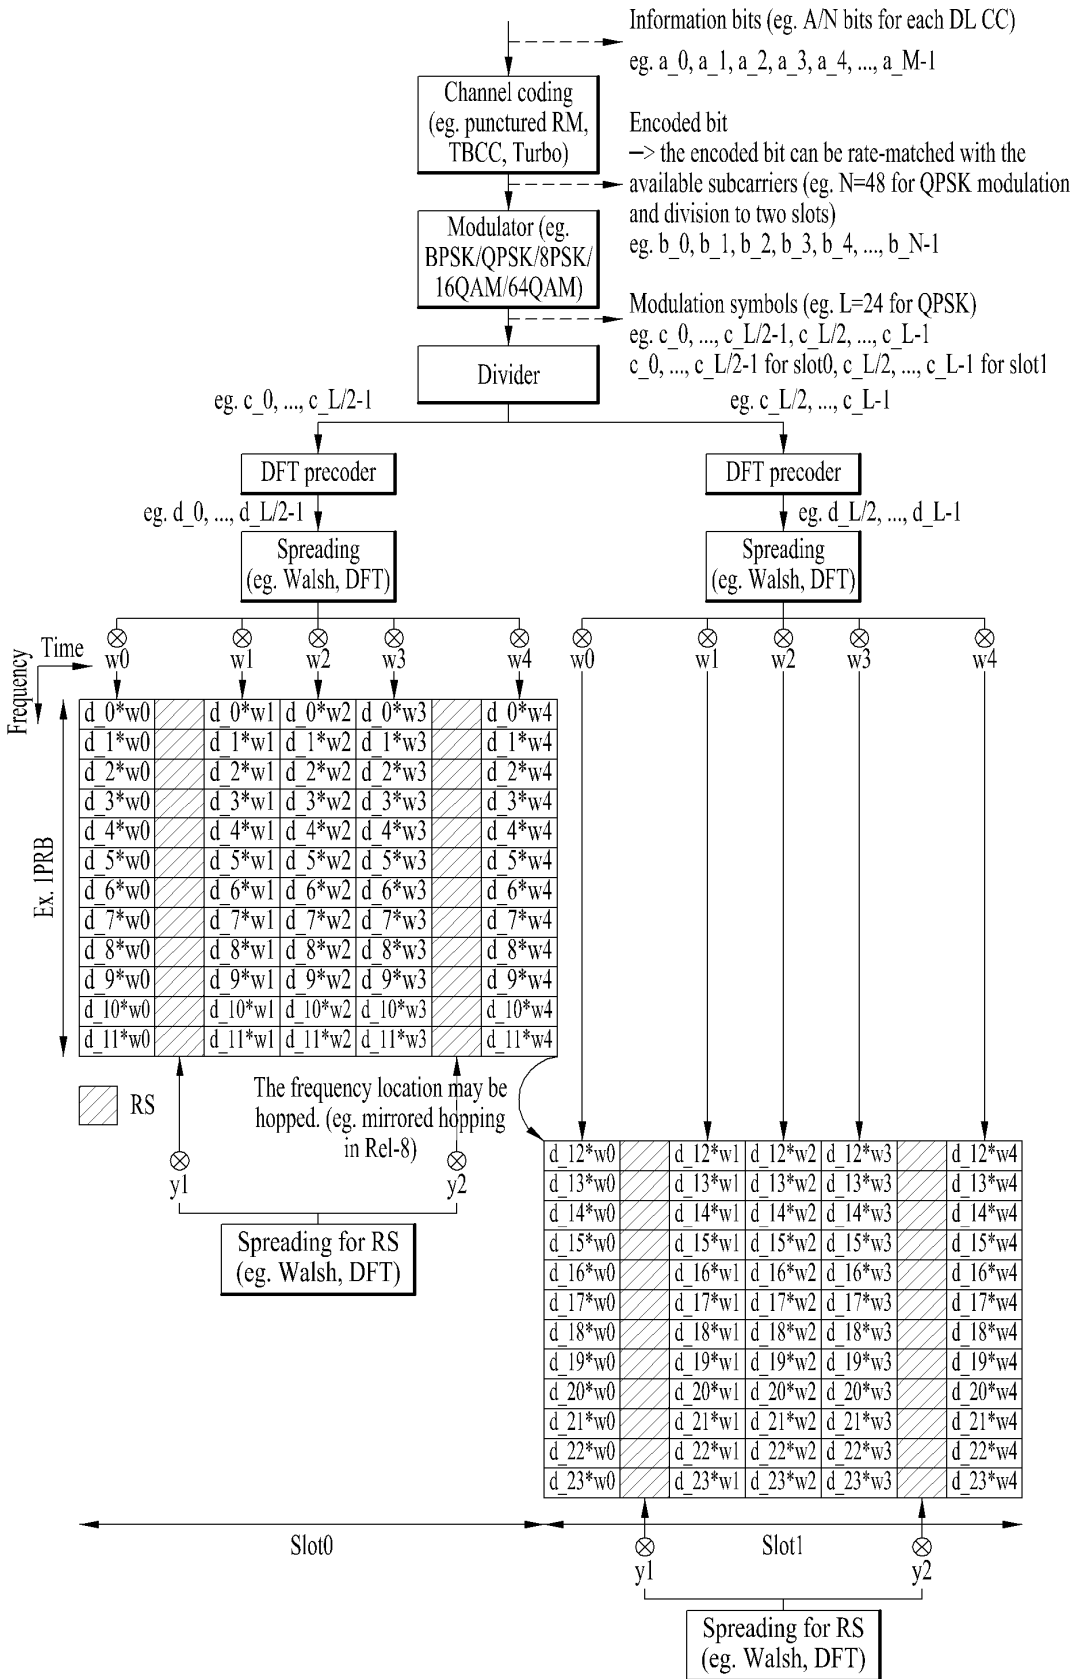 Information bits (eg. A/N bits for each DL CC)
eg. a_0, a_1, a_2, a_3, a_4, ..., a_M-1
Channel coding
(eg. punctured RM,
TBCC, Turbo)
Encoded bit
—> the encoded bit can be rate-matched with the
available subcarriers (eg. N=48 for QPSK modulation
and division to two slots)
eg. b_0, b_1, b_2, b_3, b_4, ..., b_N-1
Modulator (eg.
BPSK/QPSK/8PSK/
16QAM/64QAM)
Modulation symbols (eg. L=24 for QPSK)
eg. c_0, ..., c_L/2-1, c_L/2, ..., c_L-1
c_0, ..., c_L/2-1 for slot0, c_L/2, ..., c_L-1 for slot1
Divider
eg. c_0, ..., c_L/2-1
eg. c_L/2, ..., c_L-1
DFT precoder
DFT precoder
eg. d_0, ..., d_L/2-1
eg. d_L/2, ..., d_L-1
Spreading
(eg. Walsh, DFT)
Spreading
(eg. Walsh, DFT)
Time
Frequency
w0 w1 w2 w3 w4
w0 w1 w2 w3 w4
Ex. 1PRB
d_0*w0 d_0*w1 d_0*w2 d_0*w3 d_0*w4
d_1*w0 d_1*w1 d_1*w2 d_1*w3 d_1*w4
d_2*w0 d_2*w1 d_2*w2 d_2*w3 d_2*w4
d_3*w0 d_3*w1 d_3*w2 d_3*w3 d_3*w4
d_4*w0 d_4*w1 d_4*w2 d_4*w3 d_4*w4
d_5*w0 d_5*w1 d_5*w2 d_5*w3 d_5*w4
d_6*w0 d_6*w1 d_6*w2 d_6*w3 d_6*w4
d_7*w0 d_7*w1 d_7*w2 d_7*w3 d_7*w4
d_8*w0 d_8*w1 d_8*w2 d_8*w3 d_8*w4
d_9*w0 d_9*w1 d_9*w2 d_9*w3 d_9*w4
d_10*w0 d_10*w1 d_10*w2 d_10*w3 d_10*w4
d_11*w0 d_11*w1 d_11*w2 d_11*w3 d_11*w4
RS
The frequency location may be
hopped. (eg. mirrored hopping
in Rel-8)
y1 y2
Spreading for RS
(eg. Walsh, DFT)
d_12*w0 d_12*w1 d_12*w2 d_12*w3 d_12*w4
d_13*w0 d_13*w1 d_13*w2 d_13*w3 d_13*w4
d_14*w0 d_14*w1 d_14*w2 d_14*w3 d_14*w4
d_15*w0 d_15*w1 d_15*w2 d_15*w3 d_15*w4
d_16*w0 d_16*w1 d_16*w2 d_16*w3 d_16*w4
d_17*w0 d_17*w1 d_17*w2 d_17*w3 d_17*w4
d_18*w0 d_18*w1 d_18*w2 d_18*w3 d_18*w4
d_19*w0 d_19*w1 d_19*w2 d_19*w3 d_19*w4
d_20*w0 d_20*w1 d_20*w2 d_20*w3 d_20*w4
d_21*w0 d_21*w1 d_21*w2 d_21*w3 d_21*w4
d_22*w0 d_22*w1 d_22*w2 d_22*w3 d_22*w4
d_23*w0 d_23*w1 d_23*w2 d_23*w3 d_23*w4
Slot0
Slot1
y1 y2
Spreading for RS
(eg. Walsh, DFT)